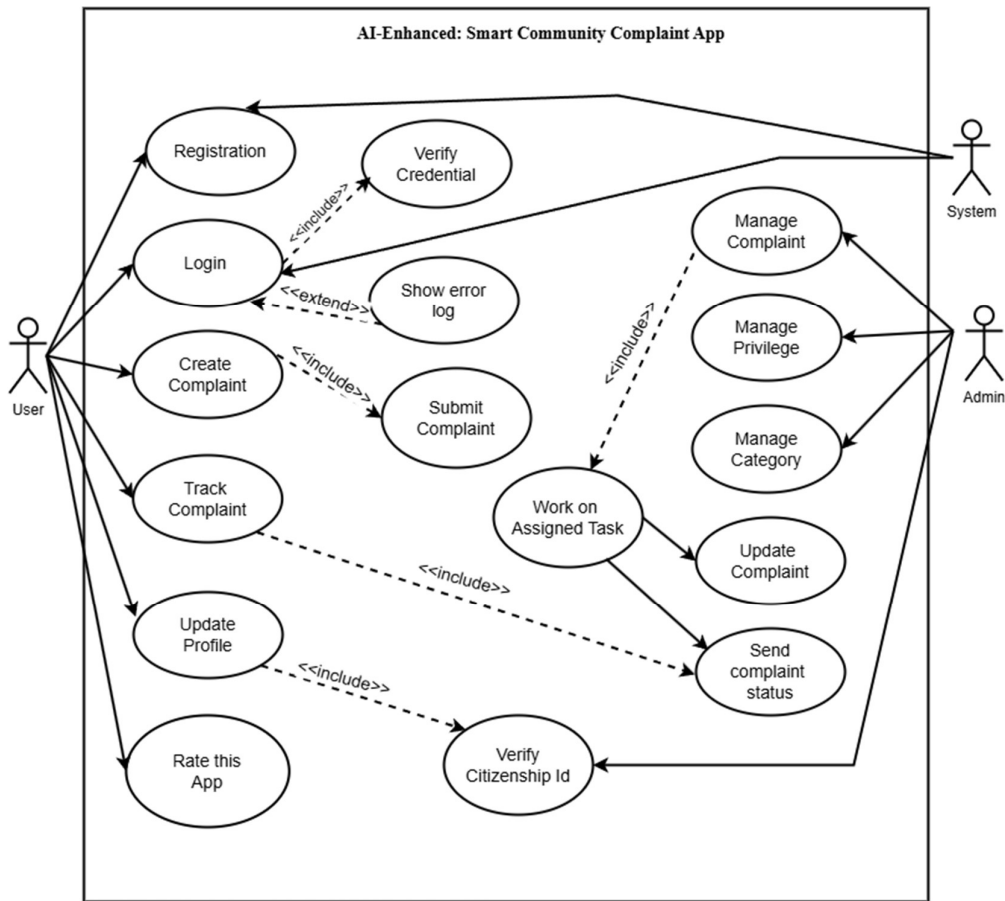 AI-Enhanced: Smart Community Complaint App
Registration
Verify
Credential
<<include>>
System
Manage
Complaint
Login
<<extend>>
Show error
log
Manage
Privilege
User
Create
Complaint
<<include>>
Submit
Complaint
<<include>>
Admin
Manage
Category
Track
Complaint
Work on
Assigned Task
Update
Complaint
<<include>>
Update
Profile
<<include>>
Send
complaint
status
Rate this
App
Verify
Citizenship Id